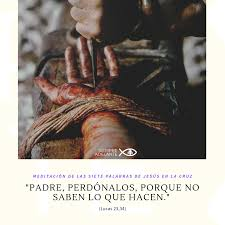 ADELANTE
MEDITACIÓN DE LAS SIETE PALABRAS DE JESÚS EN LA CRUZ
"PADRE, PERDÓNALOS, PORQUE NO
SABEN LO QUE HACEN."
(Lucas 23,34)